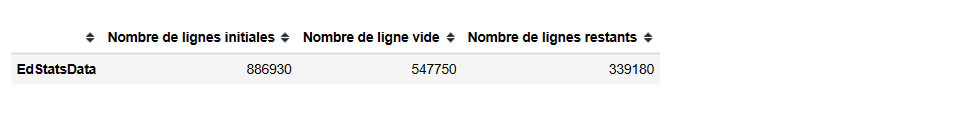 Nombre de lignes initiales Nombre de ligne vide Nombre de lignes restants
EdStatsData 886930 547750 339180